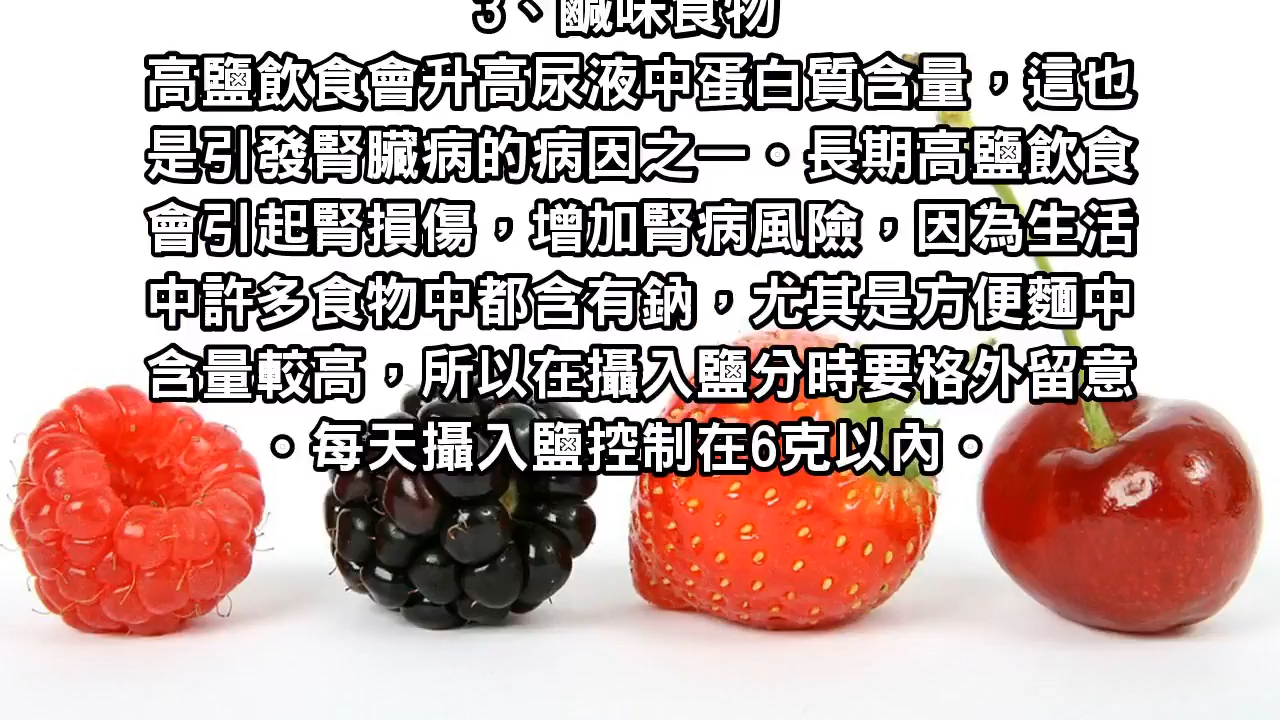 3、鹹味食物
高鹽飲食會升高尿液中蛋白質含量，這也
是引發腎臟病的病因之一。長期高鹽飲食
會引起腎損傷，增加腎病風險，因為生活
中許多食物中都含有鈉，尤其是方便麵中
含量較高，所以在攝入鹽分時要格外留意
。每天攝入鹽控制在6克以內。